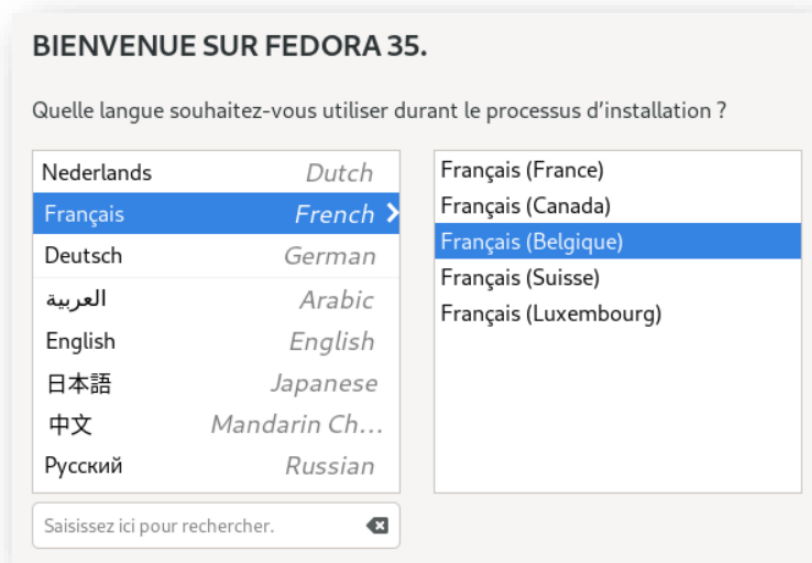 BIENVENUE SUR FEDORA 35.
Quelle langue souhaitez-vous utiliser durant le processus d'installation ?
Nederlands Dutch
Français French
Deutsch German
العربية Arabic
English English
日本語 Japanese
中文 Mandarin Ch...
Русский Russian
Saisissez ici pour rechercher.
Français (France)
Français (Canada)
Français (Belgique)
Français (Suisse)
Français (Luxembourg)